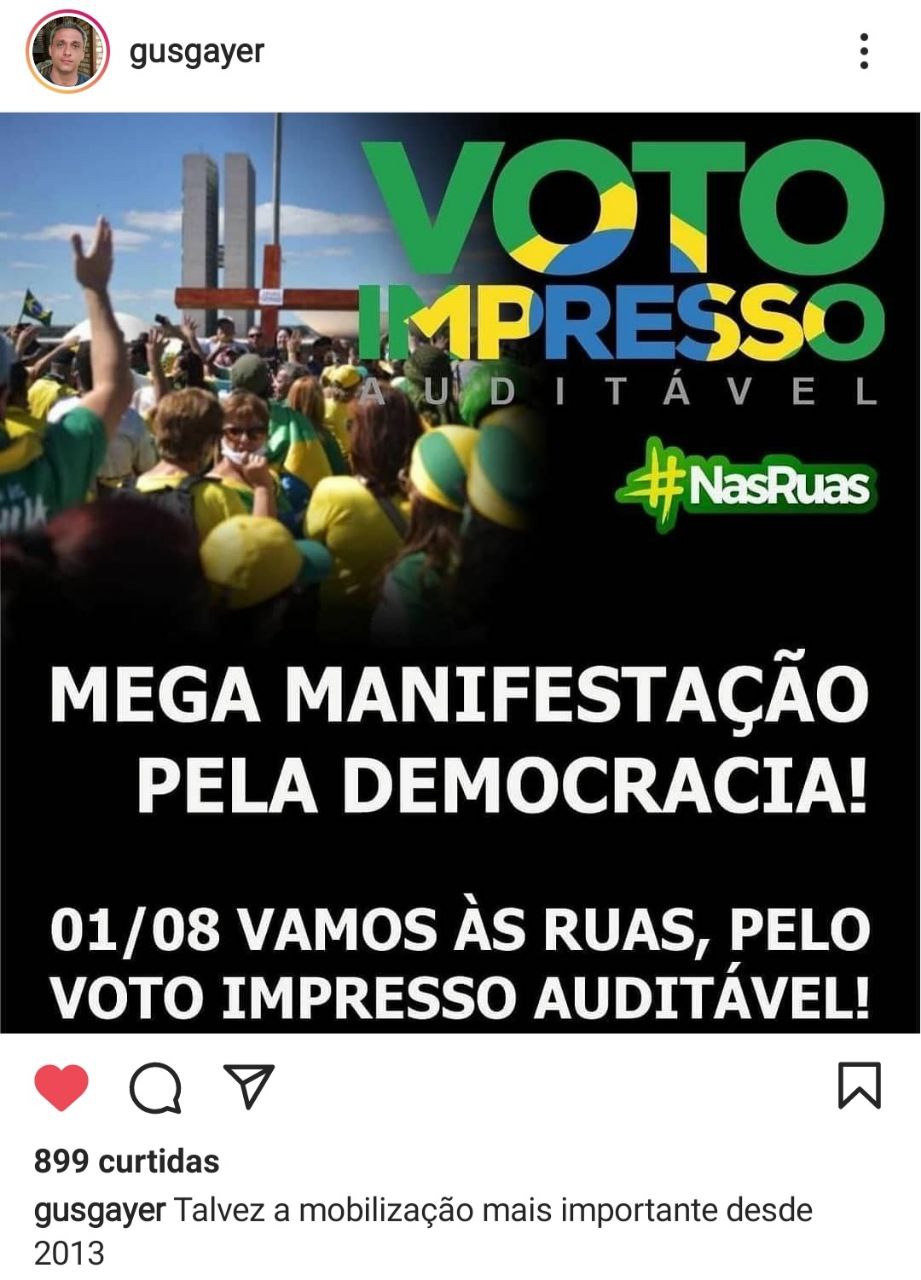 gusgayer
VOTO
IMPRESSO
AUDITÁVEL
#NasRuas
MEGA MANIFESTAÇÃO
PELA DEMOCRACIA!
01/08 VAMOS ÀS RUAS, PELO
VOTO IMPRESSO AUDITÁVEL!
899 curtidas
gusgayer Talvez a mobilização mais importante desde
2013